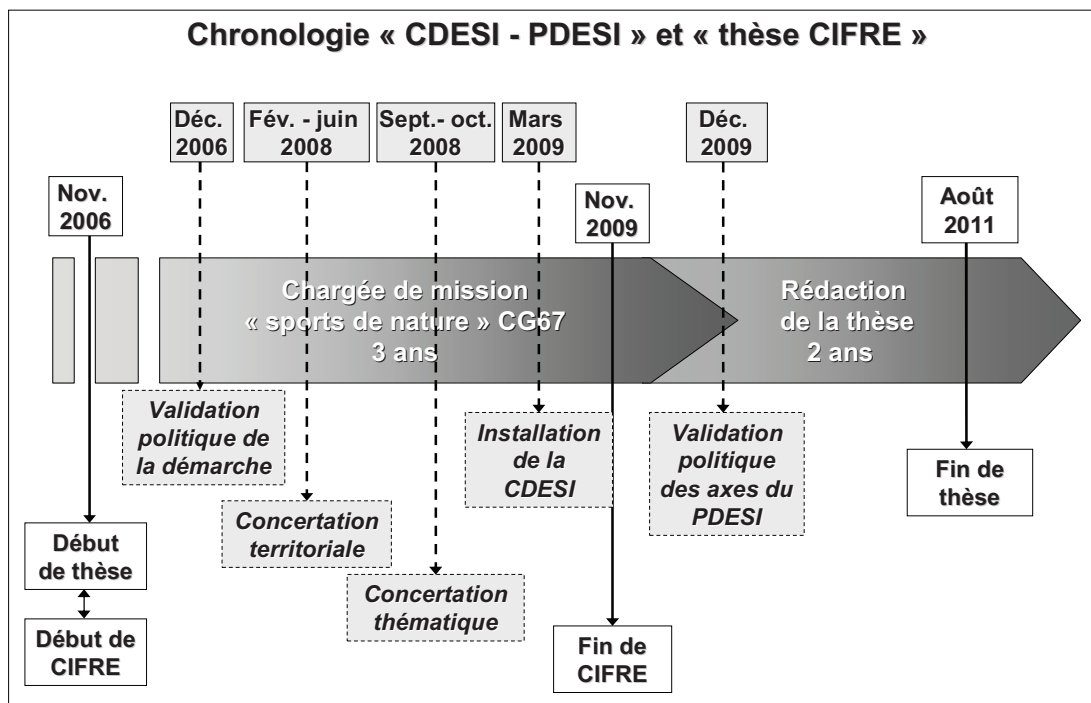 Chronologie « CDESI - PDESI » et « thèse CIFRE »
Déc.
2006
Fév. - juin
2008
Sept.- oct.
2008
Mars
2009
Déc.
2009
Nov.
2006
Nov.
2009
Août
2011
Chargée de mission
« sports de nature » CG67
3 ans
Rédaction
de la thèse
2 ans
Validation
politique de
la démarche
Installation
de la
CDESI
Validation
politique
des axes du
PDESI
Fin de
thèse
Concertation
territoriale
Début
de thèse
Concertation
thématique
Début de
CIFRE
Fin de
CIFRE